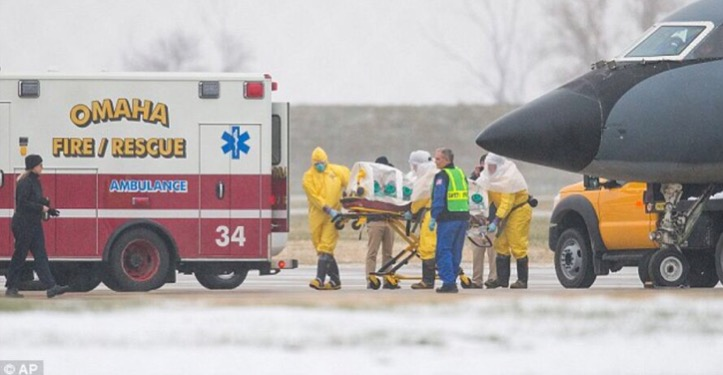 OMAHA
FIRE / RESCUE
AMBULANCE
34
© AP